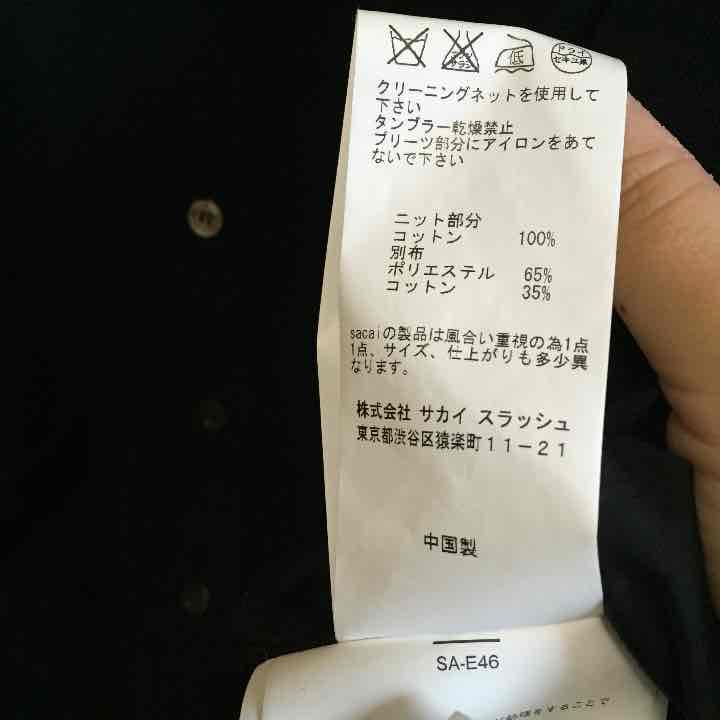 エンソ
サラシ
低
ドライ
セキユ系
クリーニングネットを使用して
下さい
タンブラー乾燥禁止
プリーツ部分にアイロンをあて
ないで下さい
ニット部分
コットン 100%
別布
ポリエステル 65%
コットン 35%
sacaiの製品は風合い重視の為1点
1点、サイズ、仕上がりも多少異
なります。
株式会社 サカイ スラッシュ
東京都渋谷区猿楽町11-21
中国製
SA-E46